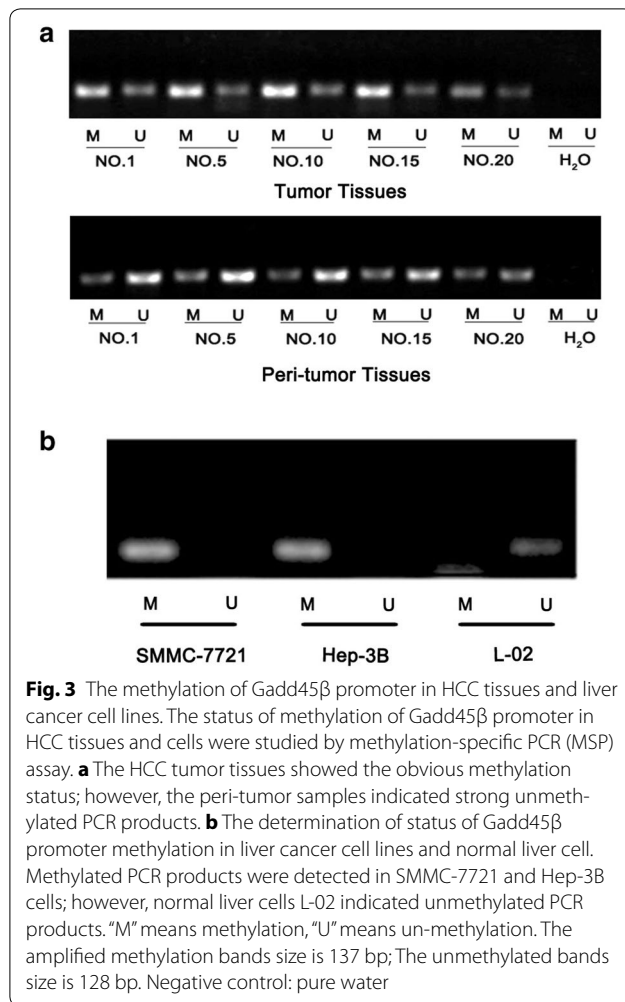 a
M U M U M U M U M U M U
NO.1 NO.5 NO.10 NO.15 NO.20 H₂O
Tumor Tissues
M U M U M U M U M U M U
NO.1 NO.5 NO.10 NO.15 NO.20 H₂O
Peri-tumor Tissues
b
M U M U M U
SMMC-7721 Hep-3B L-02
Fig. 3 The methylation of Gadd45β promoter in HCC tissues and liver
cancer cell lines. The status of methylation of Gadd45β promoter in
HCC tissues and cells were studied by methylation-specific PCR (MSP)
assay. a The HCC tumor tissues showed the obvious methylation
status; however, the peri-tumor samples indicated strong unmeth-
ylated PCR products. b The determination of status of Gadd45β
promoter methylation in liver cancer cell lines and normal liver cell.
Methylated PCR products were detected in SMMC-7721 and Hep-3B
cells; however, normal liver cells L-02 indicated unmethylated PCR
products. “M” means methylation, “U” means un-methylation. The
amplified methylation bands size is 137 bp; The unmethylated bands
size is 128 bp. Negative control: pure water